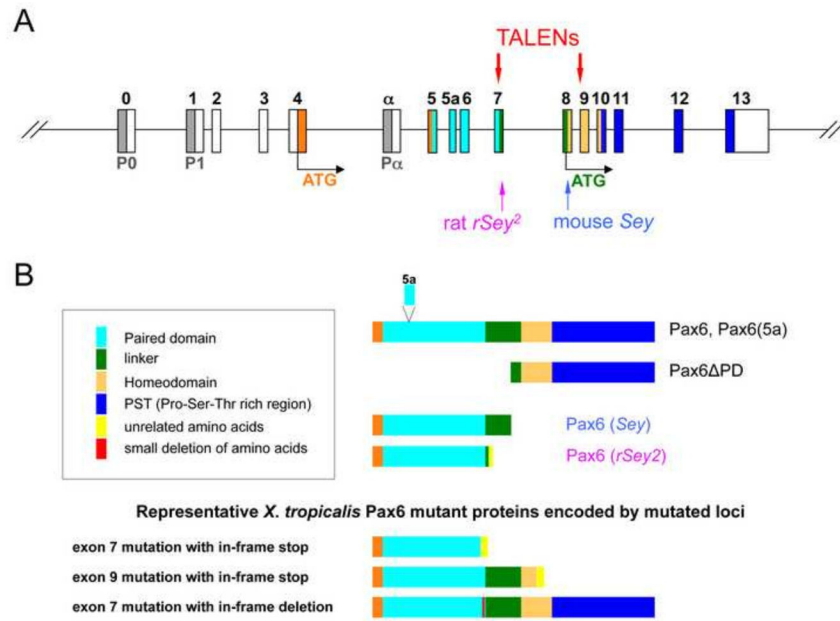 A
TALENs
0 1 2 3 4 α 5 5a 6 7 8 9 10 11 12 13
P0 P1 ATG Pα ATG
rat rSey² mouse Sey
B
5a
Paired domain
linker
Homeodomain
PST (Pro-Ser-Thr rich region)
unrelated amino acids
small deletion of amino acids
Pax6, Pax6(5a)
Pax6ΔPD
Pax6 (Sey)
Pax6 (rSey2)
Representative X. tropicalis Pax6 mutant proteins encoded by mutated loci
exon 7 mutation with in-frame stop
exon 9 mutation with in-frame stop
exon 7 mutation with in-frame deletion